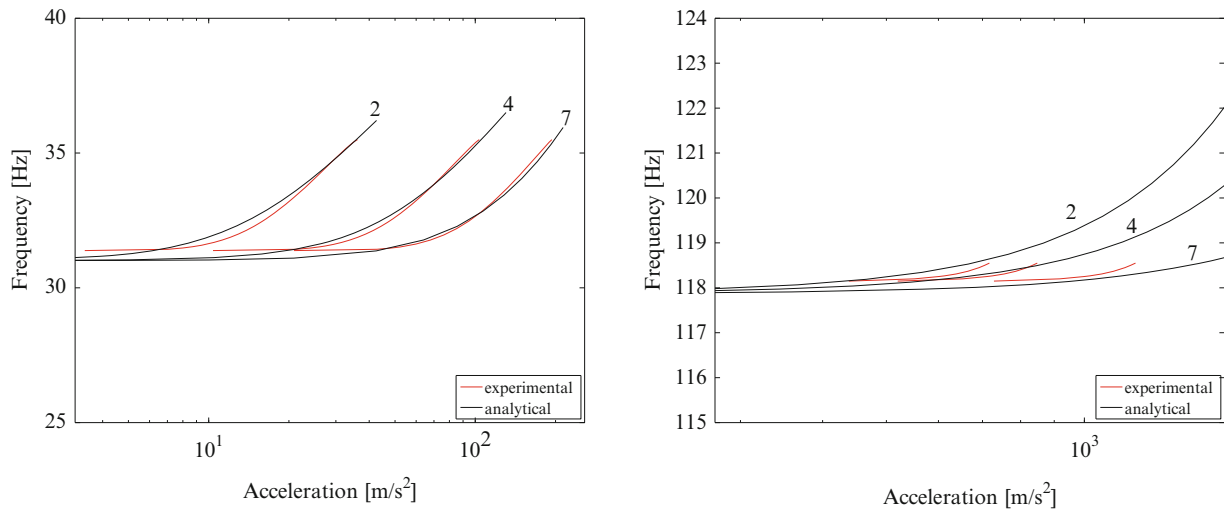 40
35
30
25
Frequency [Hz]
2
4
7
experimental
analytical
10^1
10^2
Acceleration [m/s^2]
124
123
122
121
120
119
118
117
116
115
Frequency [Hz]
2
4
7
experimental
analytical
10^3
Acceleration [m/s^2]